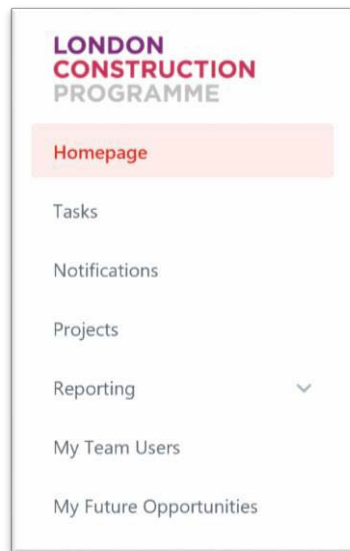 LONDON
CONSTRUCTION
PROGRAMME
Homepage
Tasks
Notifications
Projects
Reporting
My Team Users
My Future Opportunities